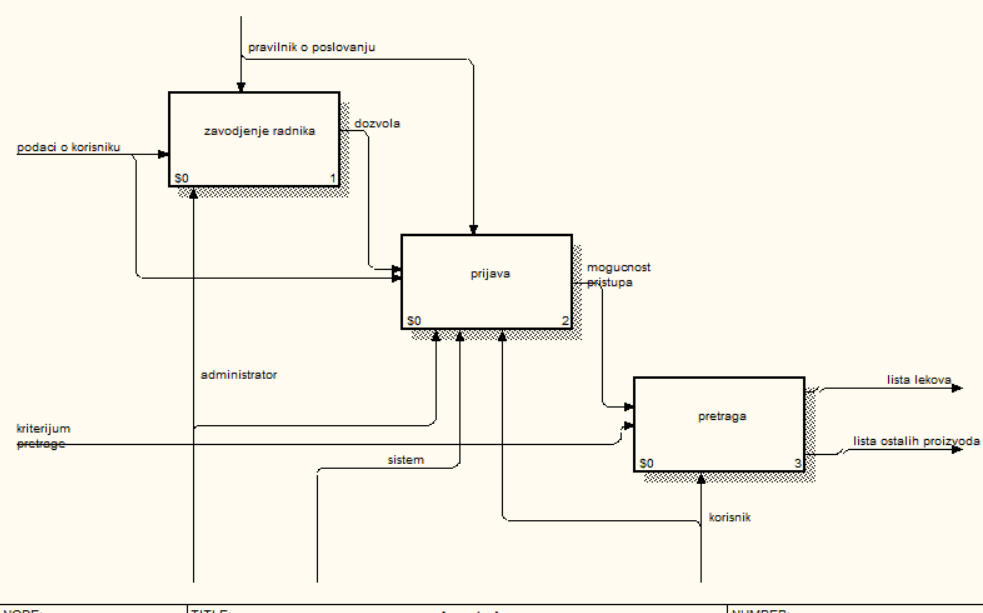 pravilnik o poslovanju
zavodjenje radnika
dozvola
podaci o korisniku
$0
1
prijava
mogucnost
pristupa
$0
2
administrator
lista lekova
pretraga
kriterijum
pretrage
lista ostalih proizvoda
sistem
$0
3
korisnik
NODE:
TITLE:
NUMBER: